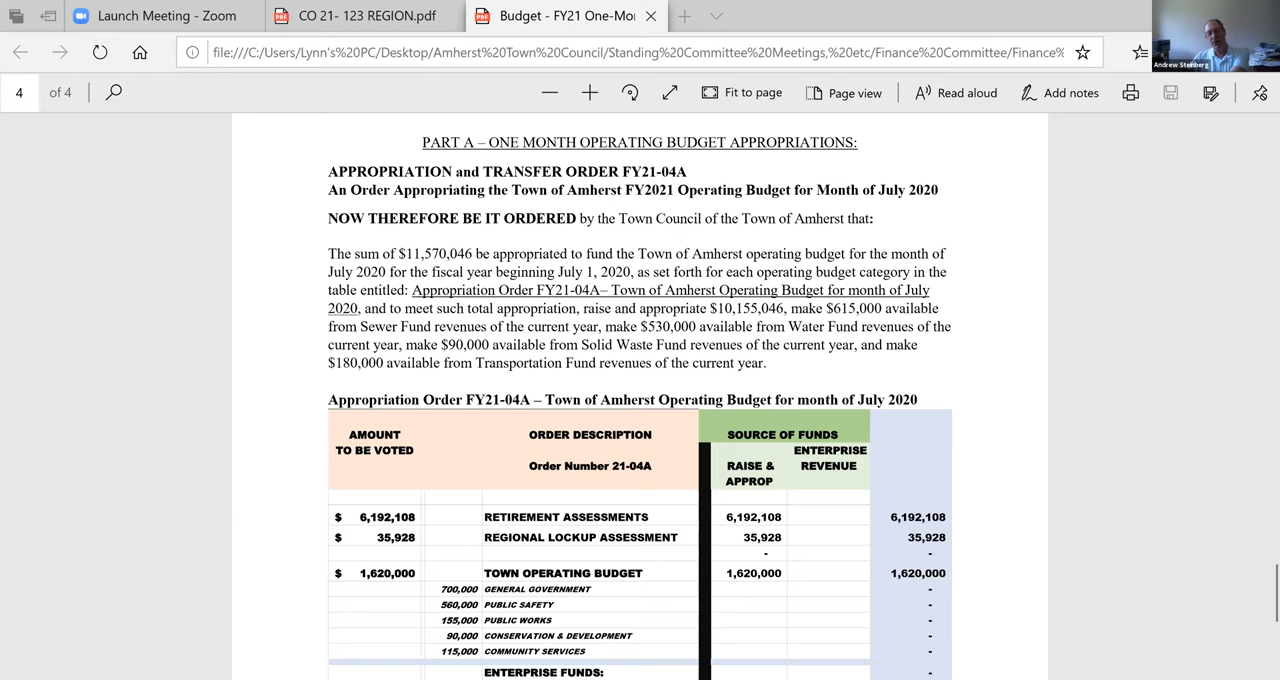 Launch Meeting - Zoom
CO 21- 123 REGION.pdf
Budget - FY21 One-Mo
file:///C:/Users/Lynn's%20PC/Desktop/Amherst%20Town%20Council/Standing%20Committee%20Meetings,%20etc/Finance%20Committee/Finance%
Andrew Steinberg
4 of 4
Fit to page
Page view
Read aloud
Add notes
PART A – ONE MONTH OPERATING BUDGET APPROPRIATIONS:
APPROPRIATION and TRANSFER ORDER FY21-04A
An Order Appropriating the Town of Amherst FY2021 Operating Budget for Month of July 2020
NOW THEREFORE BE IT ORDERED by the Town Council of the Town of Amherst that:
The sum of $11,570,046 be appropriated to fund the Town of Amherst operating budget for the month of
July 2020 for the fiscal year beginning July 1, 2020, as set forth for each operating budget category in the
table entitled: Appropriation Order FY21-04A– Town of Amherst Operating Budget for month of July
2020, and to meet such total appropriation, raise and appropriate $10,155,046, make $615,000 available
from Sewer Fund revenues of the current year, make $530,000 available from Water Fund revenues of the
current year, make $90,000 available from Solid Waste Fund revenues of the current year, and make
$180,000 available from Transportation Fund revenues of the current year.
Appropriation Order FY21-04A – Town of Amherst Operating Budget for month of July 2020
AMOUNT
TO BE VOTED
ORDER DESCRIPTION
Order Number 21-04A
SOURCE OF FUNDS
RAISE &
APPROP
ENTERPRISE
REVENUE
$ 6,192,108 RETIREMENT ASSESSMENTS 6,192,108 6,192,108
$ 35,928 REGIONAL LOCKUP ASSESSMENT 35,928 35,928
- -
$ 1,620,000 TOWN OPERATING BUDGET 1,620,000 1,620,000
700,000 GENERAL GOVERNMENT -
560,000 PUBLIC SAFETY -
155,000 PUBLIC WORKS -
90,000 CONSERVATION & DEVELOPMENT -
115,000 COMMUNITY SERVICES -
ENTERPRISE FUNDS: -